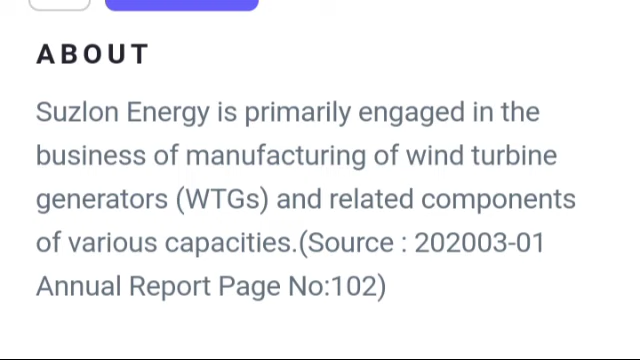 ABOUT
Suzlon Energy is primarily engaged in the
business of manufacturing of wind turbine
generators (WTGs) and related components
of various capacities.(Source : 202003-01
Annual Report Page No:102)